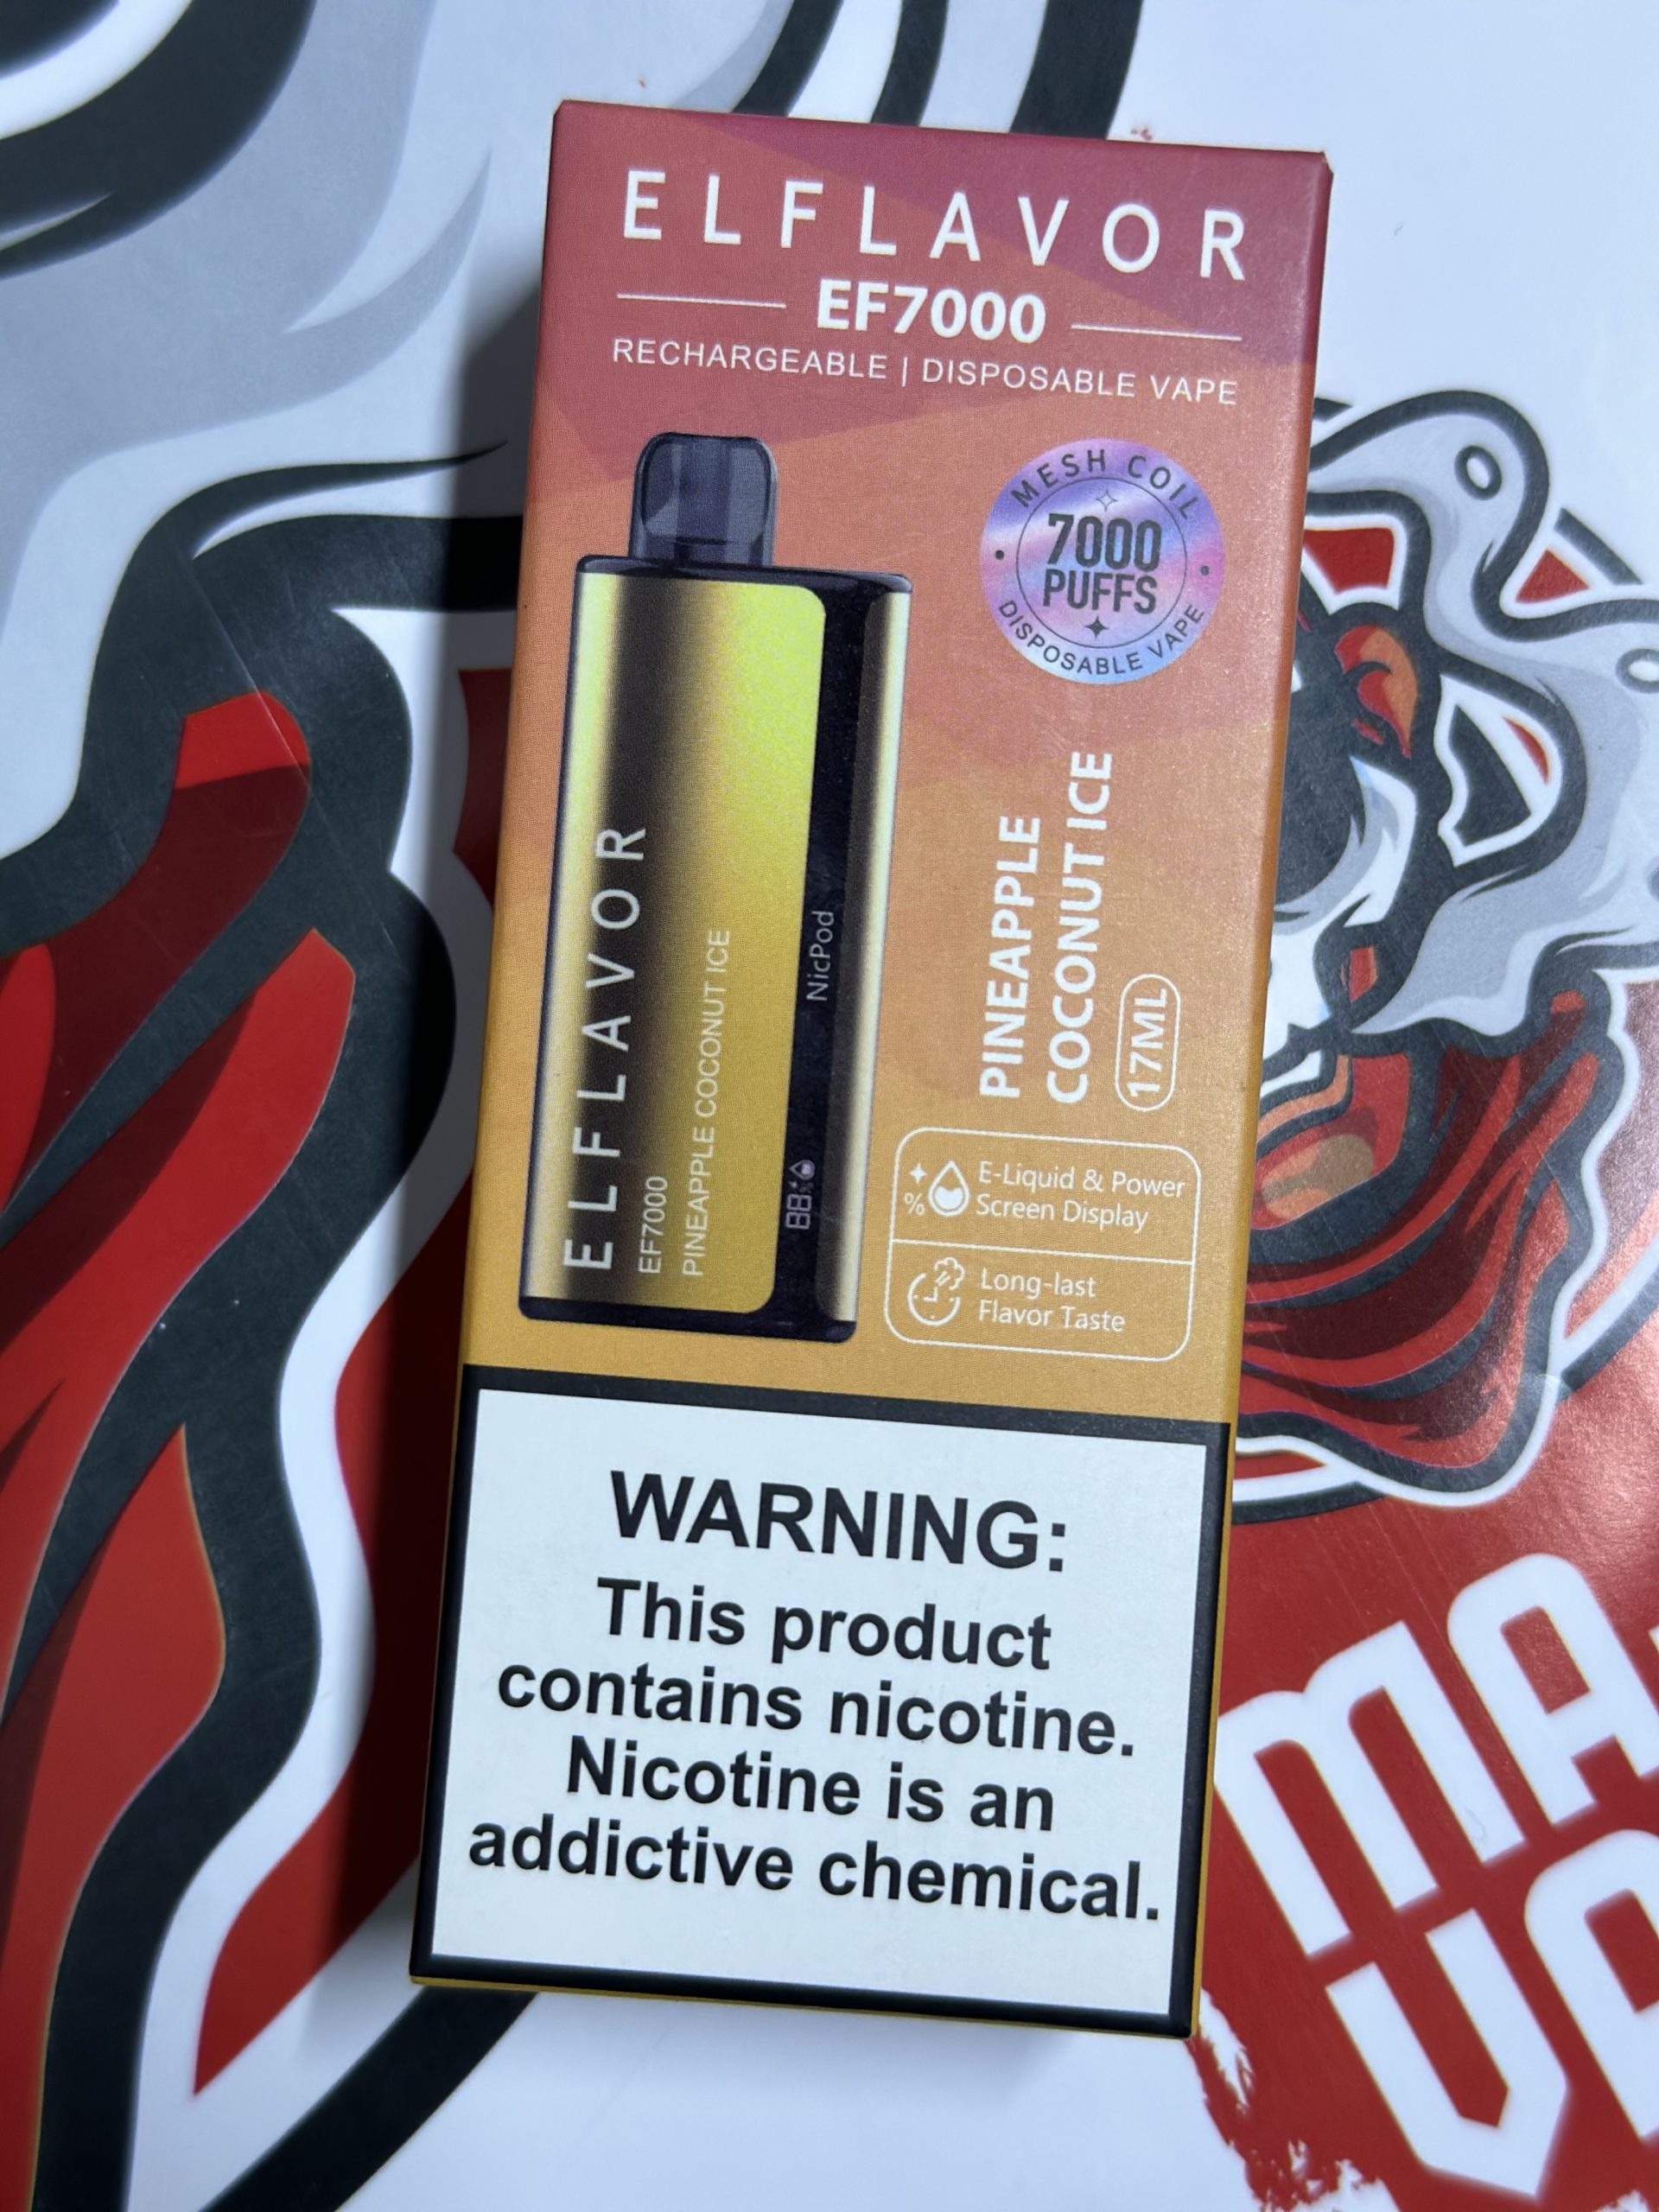 ELFLAVOR
EF7000
RECHARGEABLE | DISPOSABLE VAPE
MESH COIL
7000
PUFFS
DISPOSABLE VAPE
ELFLAVOR
EF7000
PINEAPPLE COCONUT ICE
NicPod
PINEAPPLE
COCONUT ICE
17ML
%
E-Liquid & Power
Screen Display
Long-last
Flavor Taste
WARNING:
This product
contains nicotine.
Nicotine is an
addictive chemical.